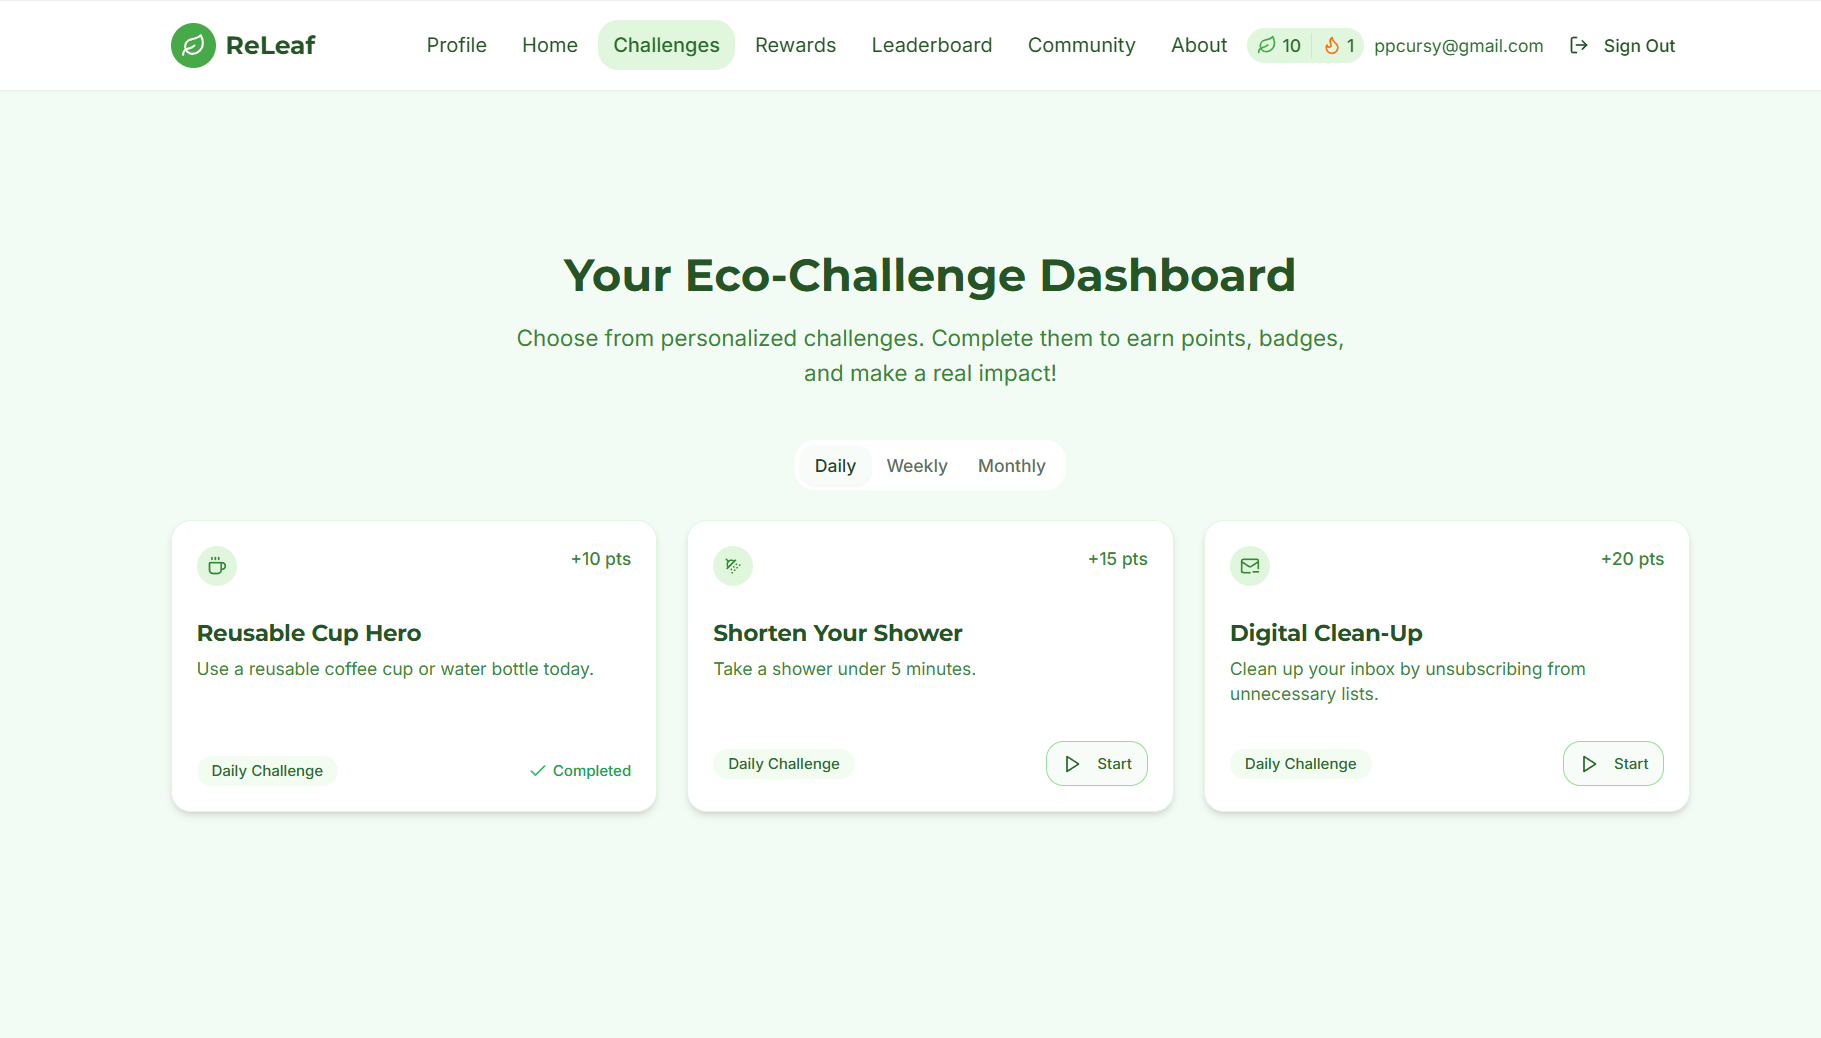 ReLeaf
Profile
Home
Challenges
Rewards
Leaderboard
Community
About
10
1
ppcursy@gmail.com
Sign Out
Your Eco-Challenge Dashboard
Choose from personalized challenges. Complete them to earn points, badges,
and make a real impact!
Daily
Weekly
Monthly
+10 pts
Reusable Cup Hero
Use a reusable coffee cup or water bottle today.
Daily Challenge
Completed
+15 pts
Shorten Your Shower
Take a shower under 5 minutes.
Daily Challenge
Start
+20 pts
Digital Clean-Up
Clean up your inbox by unsubscribing from
unnecessary lists.
Daily Challenge
Start